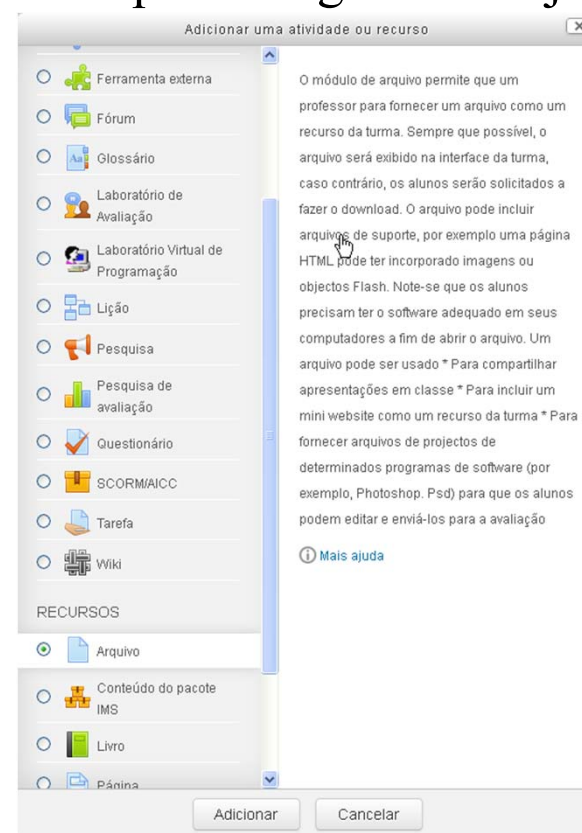 Adicionar uma atividade ou recurso
Ferramenta externa
Fórum
Glossário
Laboratório de
Avaliação
Laboratório Virtual de
Programação
Lição
Pesquisa
Pesquisa de
avaliação
Questionário
SCORM/AICC
Tarefa
Wiki
RECURSOS
Arquivo
Conteúdo do pacote
IMS
Livro
Página
O módulo de arquivo permite que um
professor para fornecer um arquivo como um
recurso da turma. Sempre que possível, o
arquivo será exibido na interface da turma,
caso contrário, os alunos serão solicitados a
fazer o download. O arquivo pode incluir
arquivos de suporte, por exemplo uma página
HTML pode ter incorporado imagens ou
objectos Flash. Note-se que os alunos
precisam ter o software adequado em seus
computadores a fim de abrir o arquivo. Um
arquivo pode ser usado * Para compartilhar
apresentações em classe * Para incluir um
mini website como um recurso da turma * Para
fornecer arquivos de projectos de
determinados programas de software (por
exemplo, Photoshop. Psd) para que os alunos
podem editar e enviá-los para a avaliação
Mais ajuda
Adicionar
Cancelar